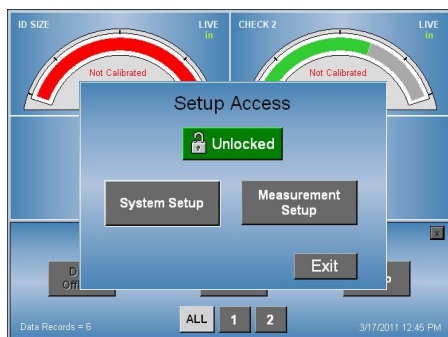 ID SIZE
LIVE
in
CHECK 2
LIVE
in
Not Calibrated
Not Calibrated
Setup Access
Unlocked
System Setup
Measurement
Setup
Exit
x
ALL
1
2
Data Records = 6
3/17/2011 12:45 PM